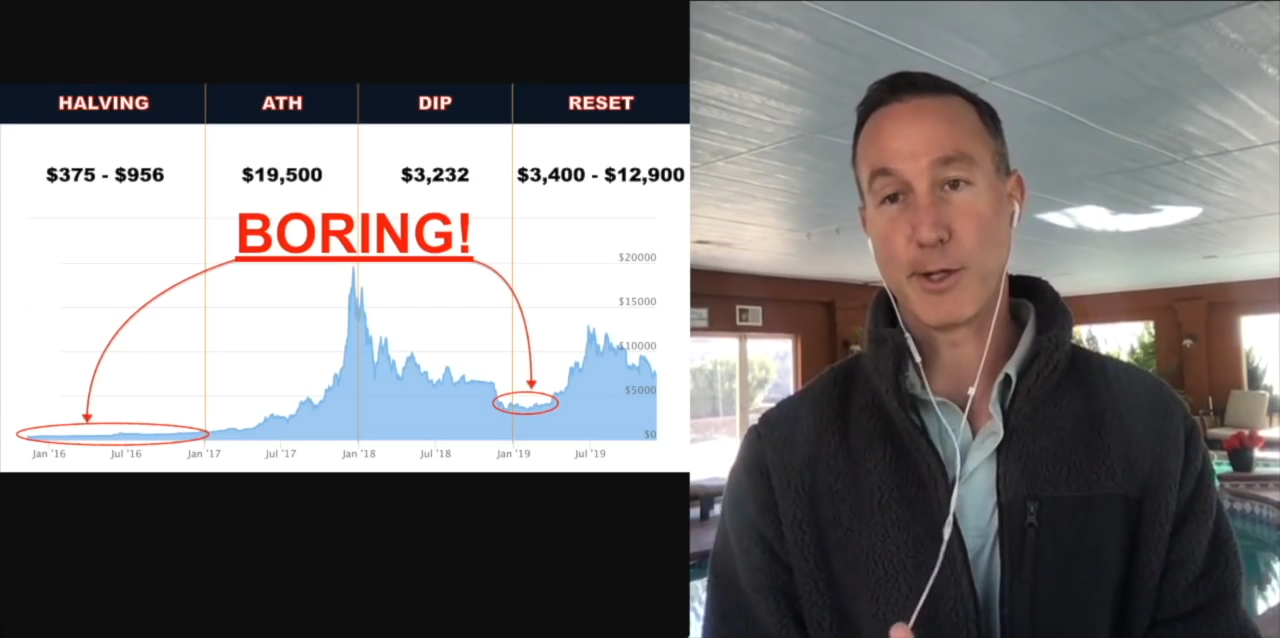 HALVING ATH DIP RESET
$375 - $956 $19,500 $3,232 $3,400 - $12,900
BORING!
$20000
$15000
$10000
$5000
$0
Jan '16 Jul '16 Jan '17 Jul '17 Jan '18 Jul '18 Jan '19 Jul '19